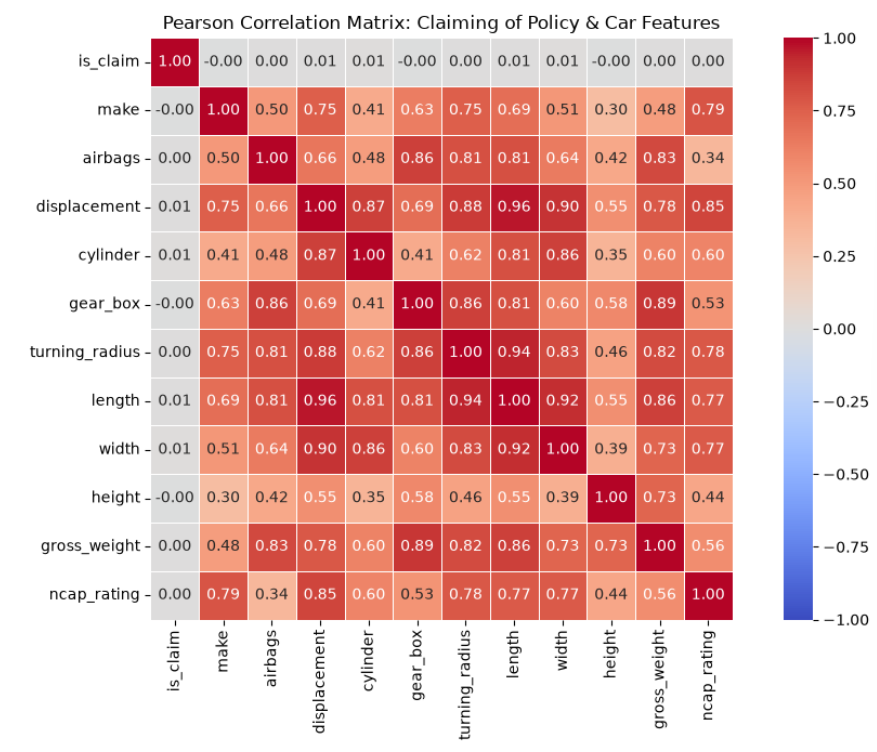 Pearson Correlation Matrix: Claiming of Policy & Car Features
is_claim 1.00 -0.00 0.00 0.01 0.01 -0.00 0.00 0.01 0.01 -0.00 0.00 0.00
make -0.00 1.00 0.50 0.75 0.41 0.63 0.75 0.69 0.51 0.30 0.48 0.79
airbags 0.00 0.50 1.00 0.66 0.48 0.86 0.81 0.81 0.64 0.42 0.83 0.34
displacement 0.01 0.75 0.66 1.00 0.87 0.69 0.88 0.96 0.90 0.55 0.78 0.85
cylinder 0.01 0.41 0.48 0.87 1.00 0.41 0.62 0.81 0.86 0.35 0.60 0.60
gear_box -0.00 0.63 0.86 0.69 0.41 1.00 0.86 0.81 0.60 0.58 0.89 0.53
turning_radius 0.00 0.75 0.81 0.88 0.62 0.86 1.00 0.94 0.83 0.46 0.82 0.78
length 0.01 0.69 0.81 0.96 0.81 0.81 0.94 1.00 0.92 0.55 0.86 0.77
width 0.01 0.51 0.64 0.90 0.86 0.60 0.83 0.92 1.00 0.39 0.73 0.77
height -0.00 0.30 0.42 0.55 0.35 0.58 0.46 0.55 0.39 1.00 0.73 0.44
gross_weight 0.00 0.48 0.83 0.78 0.60 0.89 0.82 0.86 0.73 0.73 1.00 0.56
ncap_rating 0.00 0.79 0.34 0.85 0.60 0.53 0.78 0.77 0.77 0.44 0.56 1.00
is_claim
make
airbags
displacement
cylinder
gear_box
turning_radius
length
width
height
gross_weight
ncap_rating
1.00
0.75
0.50
0.25
0.00
−0.25
−0.50
−0.75
−1.00